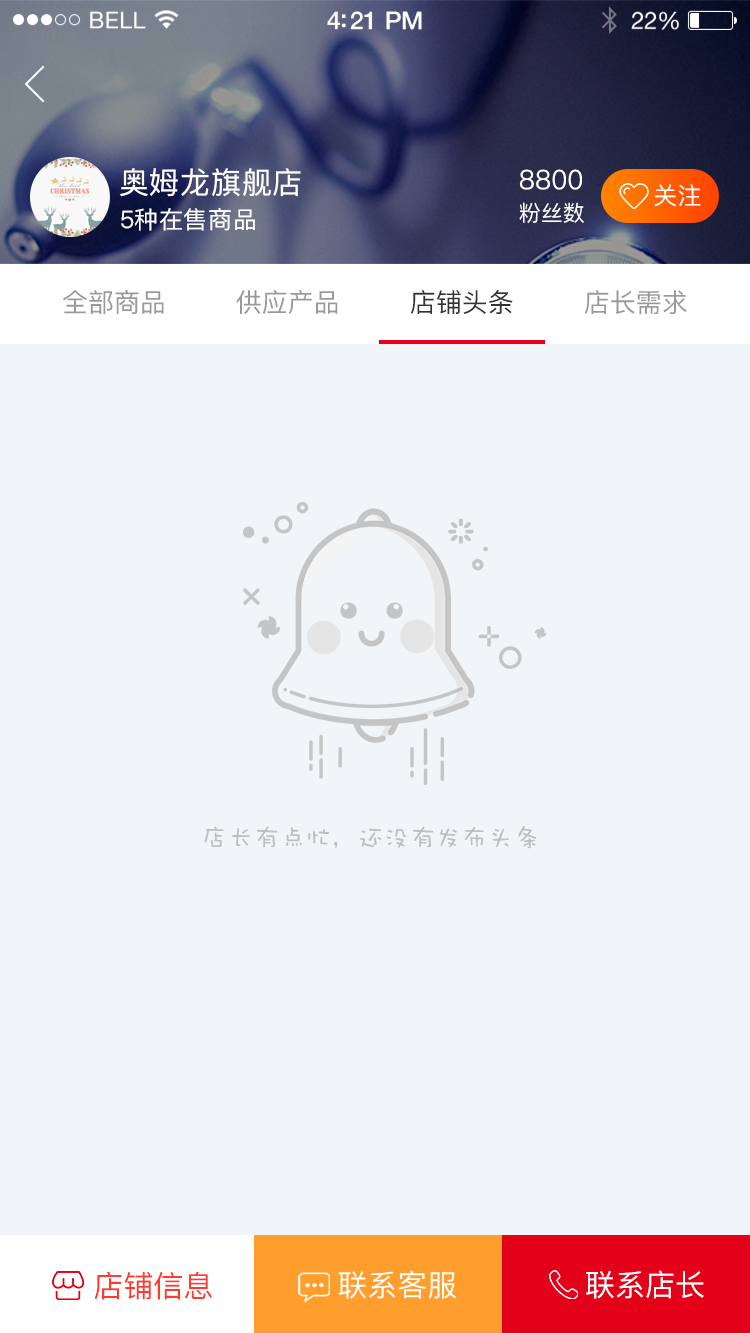 BELL
4:21 PM
22%
奥姆龙旗舰店
5种在售商品
8800
粉丝数
关注
CHRISTMAS
全部商品
供应产品
店铺头条
店长需求
店长有点忙，还没有发布头条
店铺信息
联系客服
联系店长